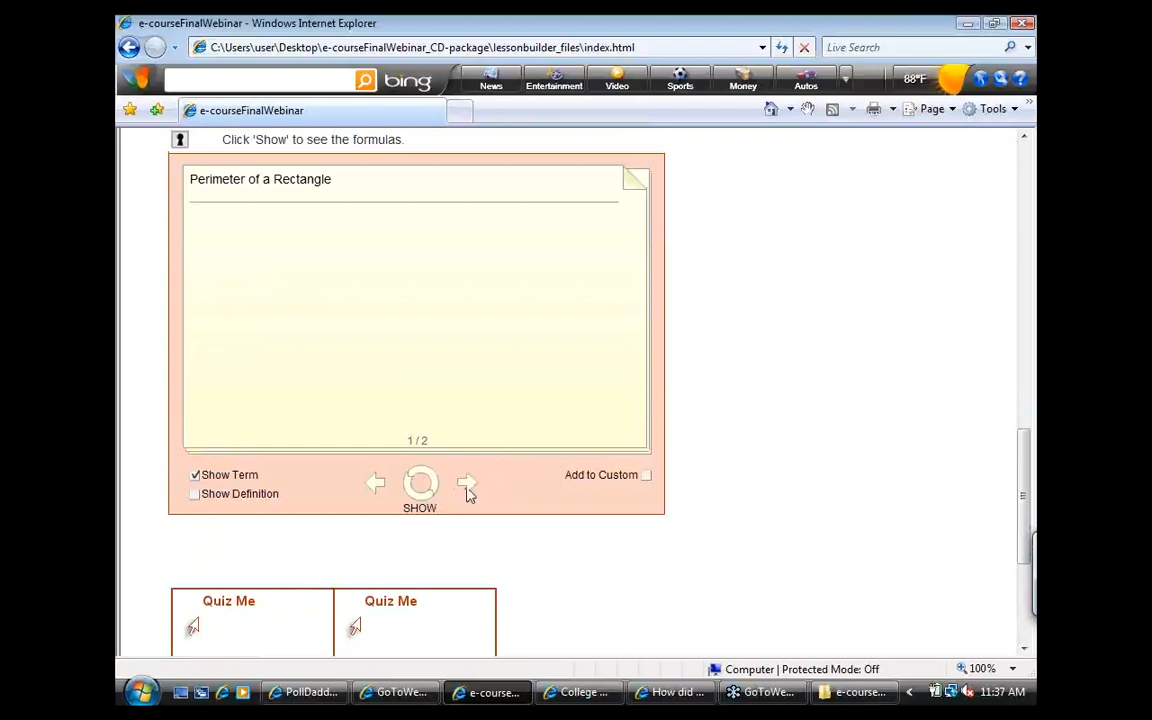 e-courseFinalWebinar - Windows Internet Explorer
C:\Users\user\Desktop\e-courseFinalWebinar_CD-package\lessonbuilder_files\index.html
Live Search
bing
News
Entertainment
Video
Sports
Money
Autos
88°F
e-courseFinalWebinar
Page
Tools
Click 'Show' to see the formulas.
Perimeter of a Rectangle
1 / 2
Show Term
Show Definition
SHOW
Add to Custom
Quiz Me
Quiz Me
Computer | Protected Mode: Off
100%
PollDadd...
GoToWe...
e-course...
College ...
How did ...
GoToWe...
e-course...
11:37 AM